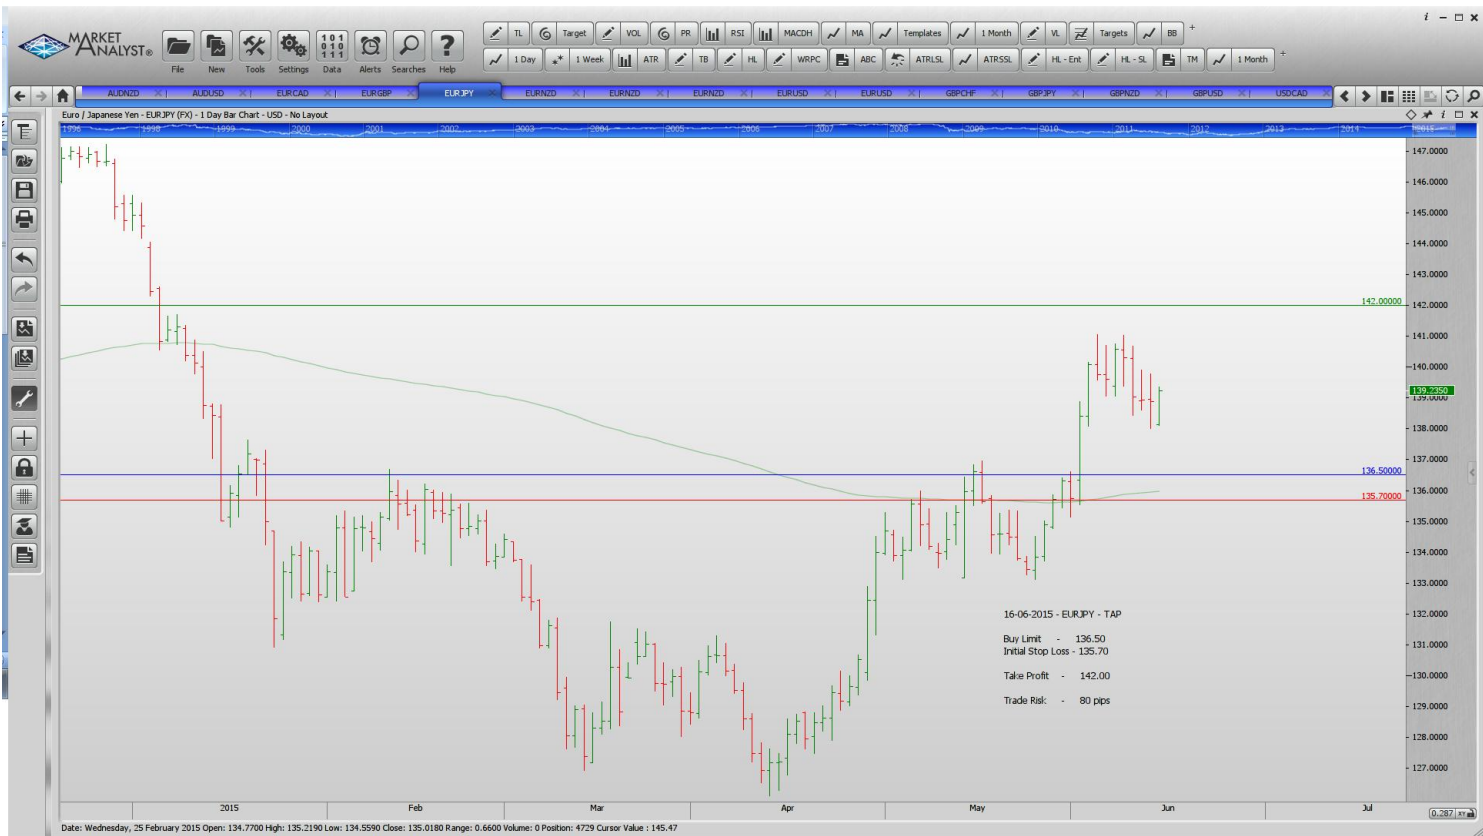 MARKET
ANALYST®
File New Tools Settings Data Alerts Searches Help
TL Target VOL PR RSI MACDH MA Templates 1 Month VL Targets BB +
1 Day 1 Week ATR TB HL WRPC ABC ATRLSL ATRSSL HL - Ent HL - SL TM 1 Month +
AUDNZD AUDUSD EURCAD EURGBP EURJPY EURNZD EURNZD EURNZD EURUSD EURUSD GBPCHF GBPJPY GBPNZD GBPUSD USDCAD
Euro / Japanese Yen - EURJPY (FX) - 1 Day Bar Chart - USD - No Layout
1996 1998 1999 2000 2001 2002 2003 2004 2005 2006 2007 2008 2009 2010 2011 2012 2013 2014 2015
147.0000
146.0000
145.0000
144.0000
143.0000
142.00000 142.0000
141.0000
140.0000
139.2350
139.0000
138.0000
137.0000
136.50000
136.0000
135.70000
135.0000
134.0000
133.0000
132.0000
131.0000
130.0000
129.0000
128.0000
127.0000
16-06-2015 - EURJPY - TAP
Buy Limit - 136.50
Initial Stop Loss - 135.70
Take Profit - 142.00
Trade Risk - 80 pips
2015 Feb Mar Apr May Jun Jul
0.287
Date: Wednesday, 25 February 2015 Open: 134.7700 High: 135.2190 Low: 134.5590 Close: 135.0180 Range: 0.6600 Volume: 0 Position: 4729 Cursor Value : 145.47